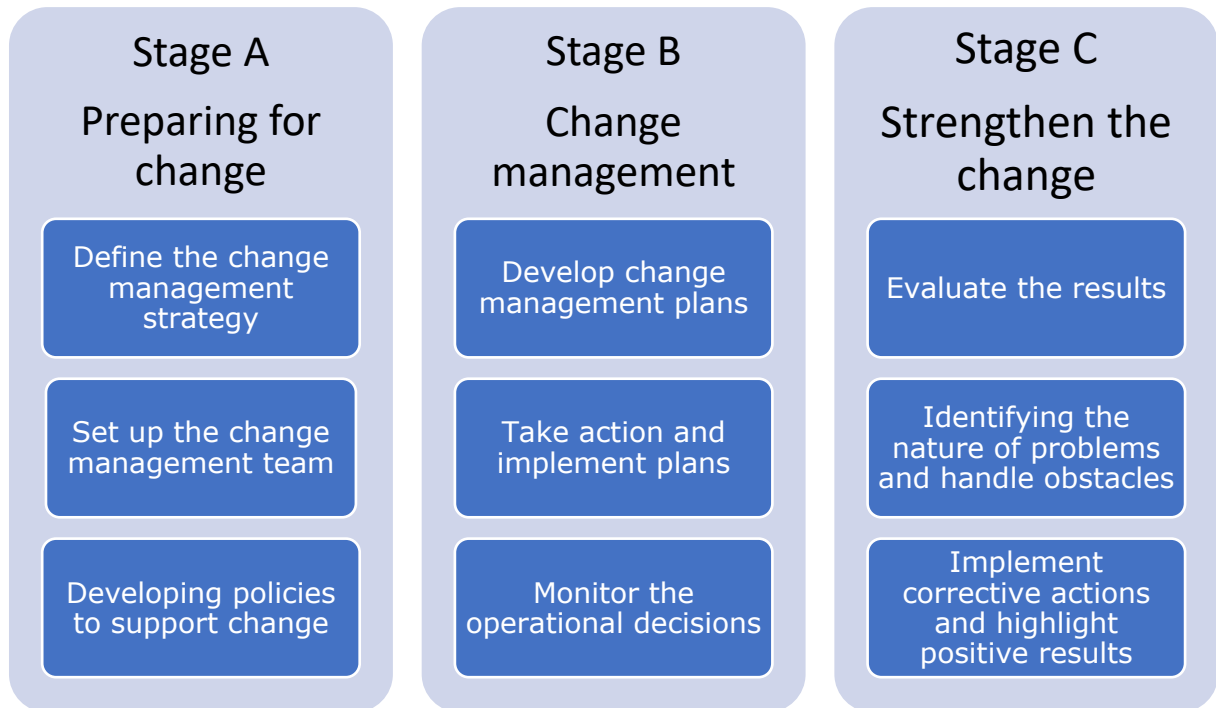 Stage A
Preparing for
change
Define the change
management
strategy
Set up the change
management team
Developing policies
to support change
Stage B
Change
management
Develop change
management plans
Take action and
implement plans
Monitor the
operational decisions
Stage C
Strengthen the
change
Evaluate the results
Identifying the
nature of problems
and handle obstacles
Implement
corrective actions
and highlight
positive results